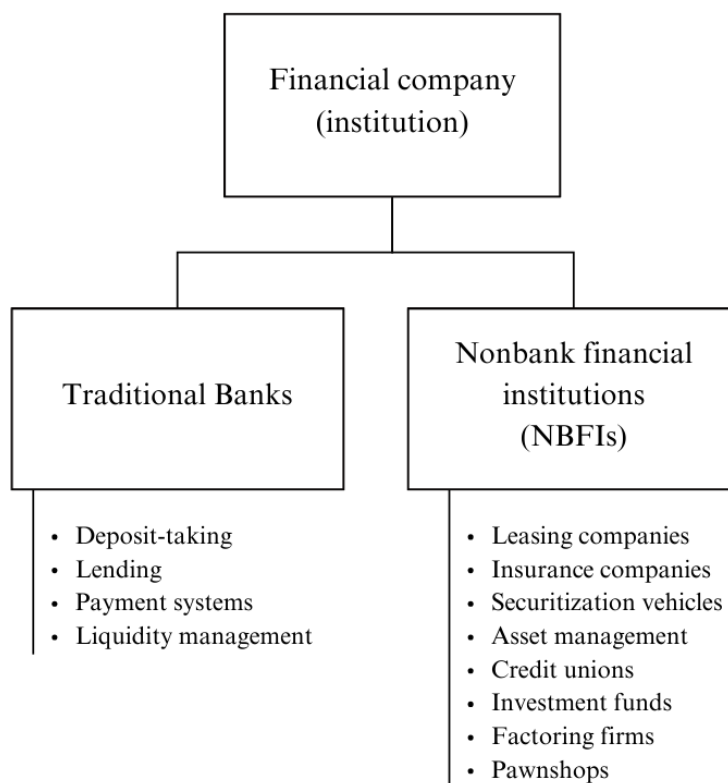 Financial company
(institution)
Traditional Banks
Nonbank financial
institutions
(NBFIs)
• Deposit-taking
• Lending
• Payment systems
• Liquidity management
• Leasing companies
• Insurance companies
• Securitization vehicles
• Asset management
• Credit unions
• Investment funds
• Factoring firms
• Pawnshops